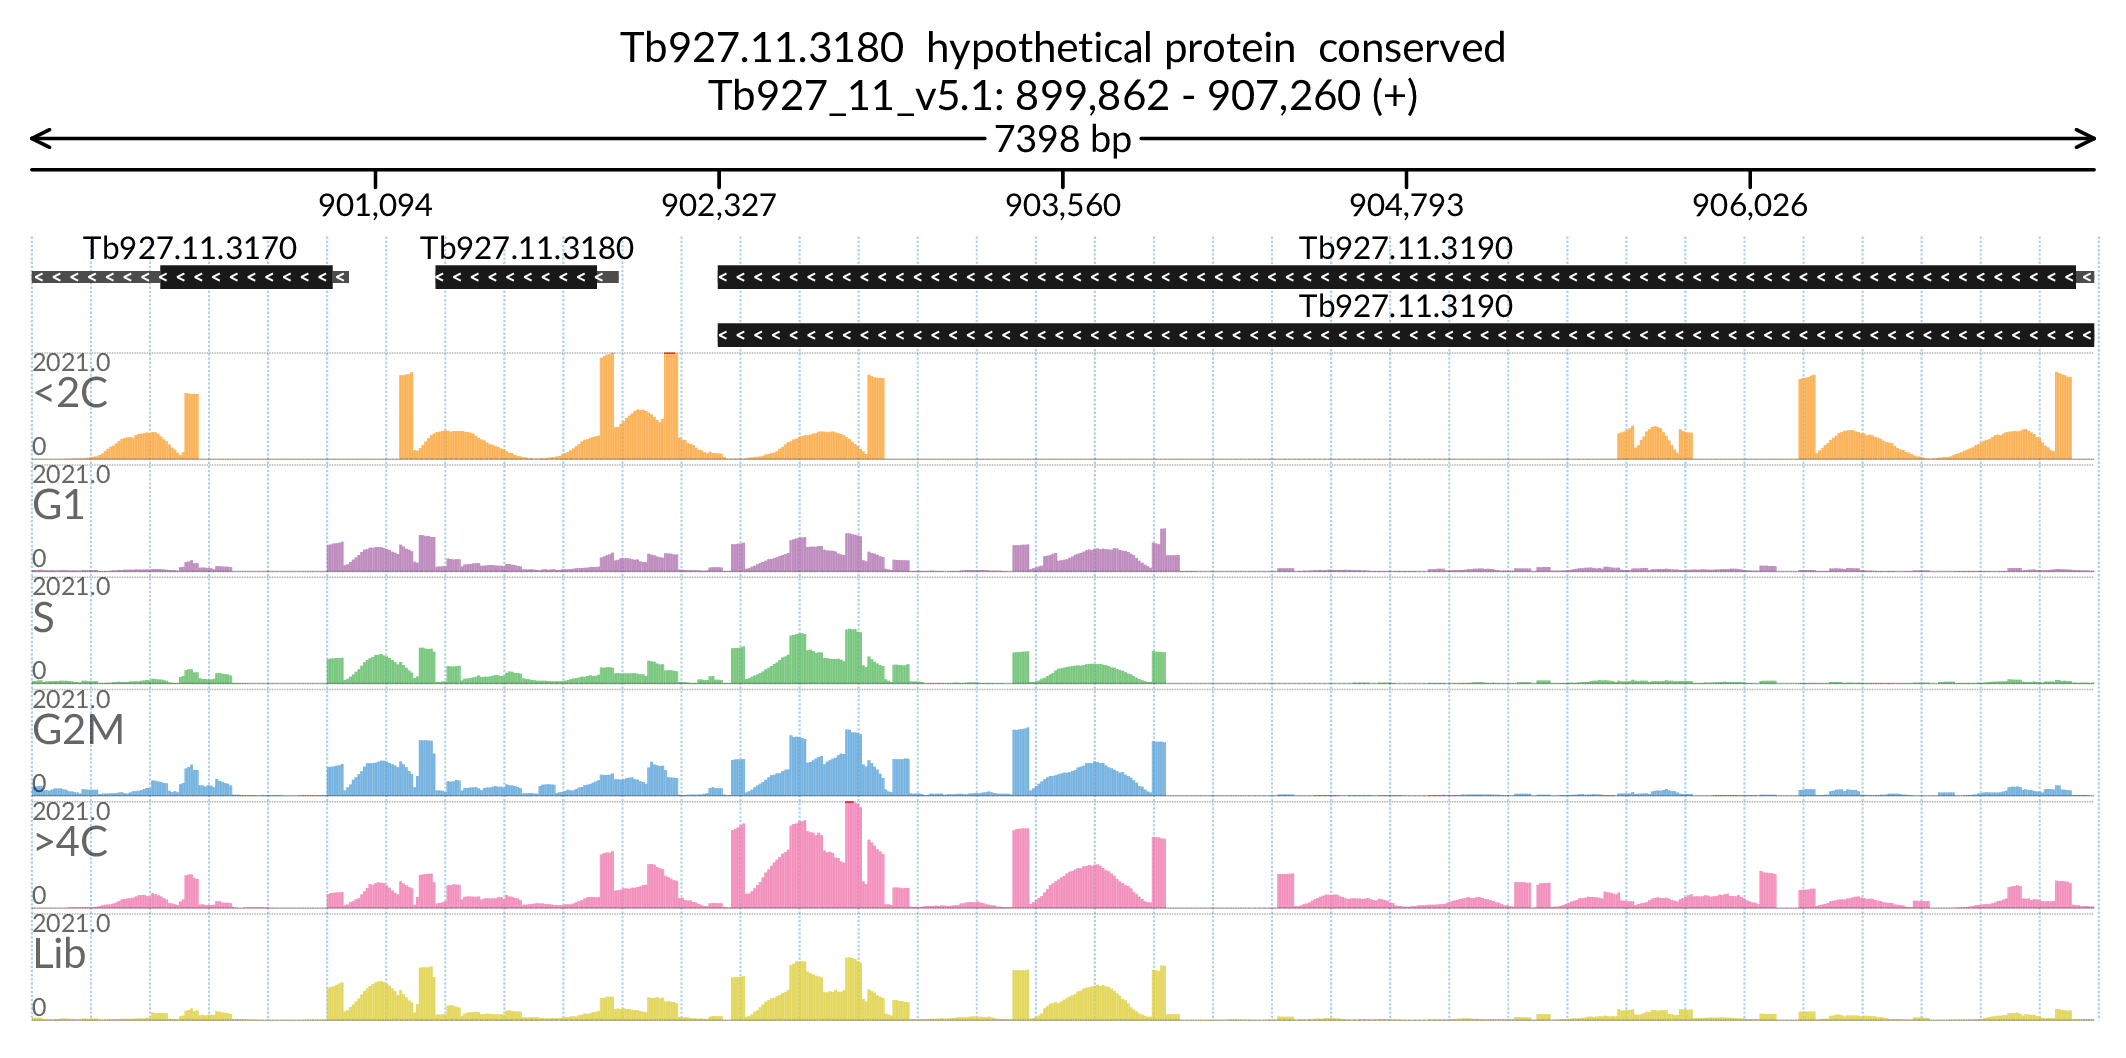 Tb927.11.3180  hypothetical protein  conserved
Tb927_11_v5.1: 899,862 - 907,260 (+)
7398 bp
901,094 902,327 903,560 904,793 906,026
Tb927.11.3170 Tb927.11.3180 Tb927.11.3190
Tb927.11.3190
2021.0
<2C
0
2021.0
G1
0
2021.0
S
0
2021.0
G2M
0
2021.0
>4C
0
2021.0
Lib
0